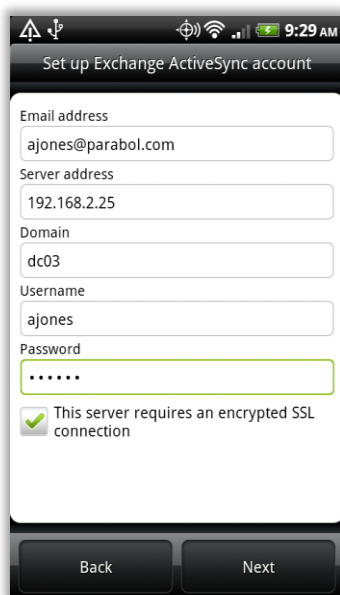 9:29 AM
Set up Exchange ActiveSync account
Email address
ajones@parabol.com
Server address
192.168.2.25
Domain
dc03
Username
ajones
Password
••••••
This server requires an encrypted SSL
connection
Back
Next